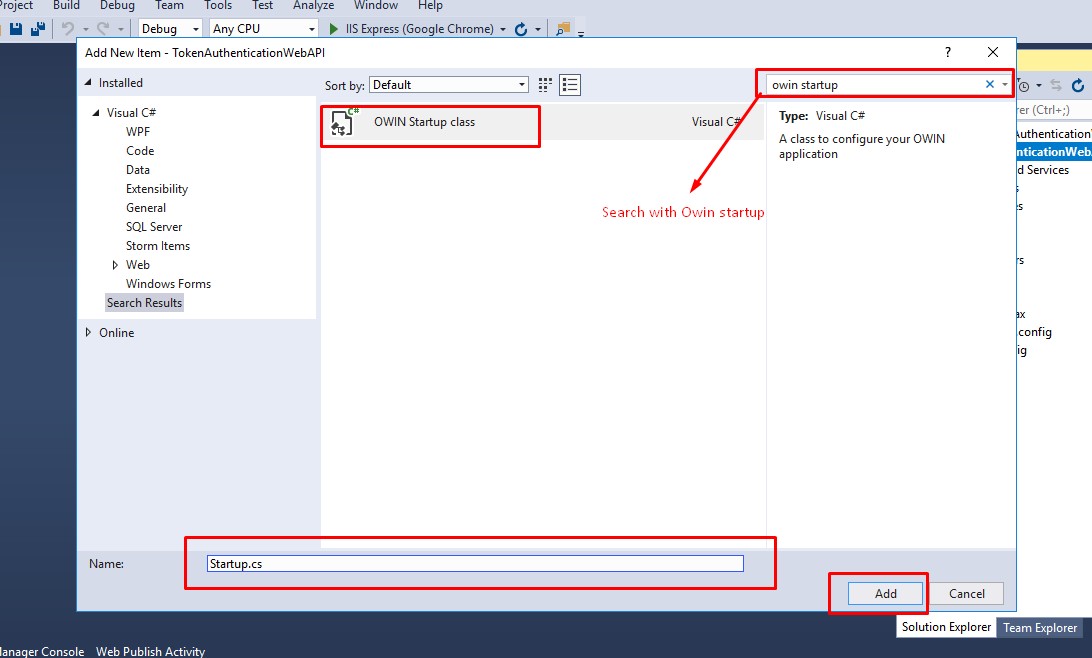 Project Build Debug Team Tools Test Analyze Window Help
Debug Any CPU IIS Express (Google Chrome)
Add New Item - TokenAuthenticationWebAPI ?
Installed
Sort by: Default
owin startup
Visual C#
WPF
Code
Data
Extensibility
General
SQL Server
Storm Items
Web
Windows Forms
Search Results
Online
C#
OWIN Startup class Visual C#
Search with Owin startup
Type: Visual C#
A class to configure your OWIN
application
rer (Ctrl+;)
Authentication
nticationWeb
d Services
s
es
rs
ax
config
ig
Name: Startup.cs
Add Cancel
Solution Explorer Team Explorer
Manager Console Web Publish Activity